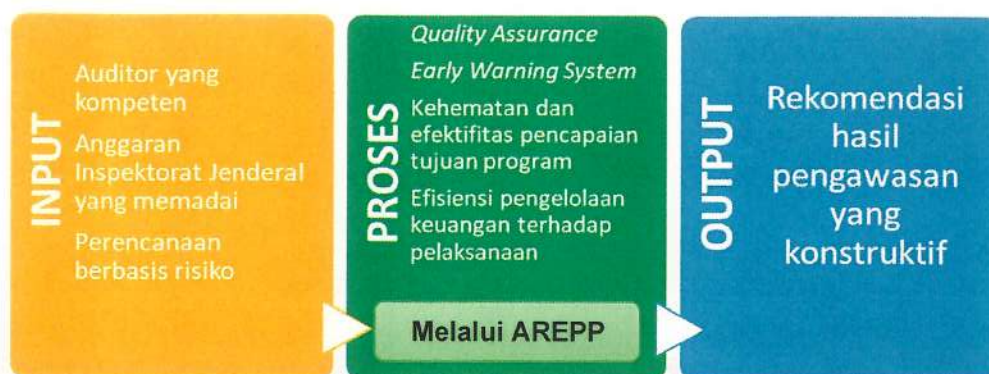 INPUT
Auditor yang
kompeten
Anggaran
Inspektorat Jenderal
yang memadai
Perencanaan
berbasis risiko
PROSES
Quality Assurance
Early Warning System
Kehematan dan
efektifitas pencapaian
tujuan program
Efisiensi pengelolaan
keuangan terhadap
pelaksanaan
Melalui AREPP
OUTPUT
Rekomendasi
hasil
pengawasan
yang
konstruktif